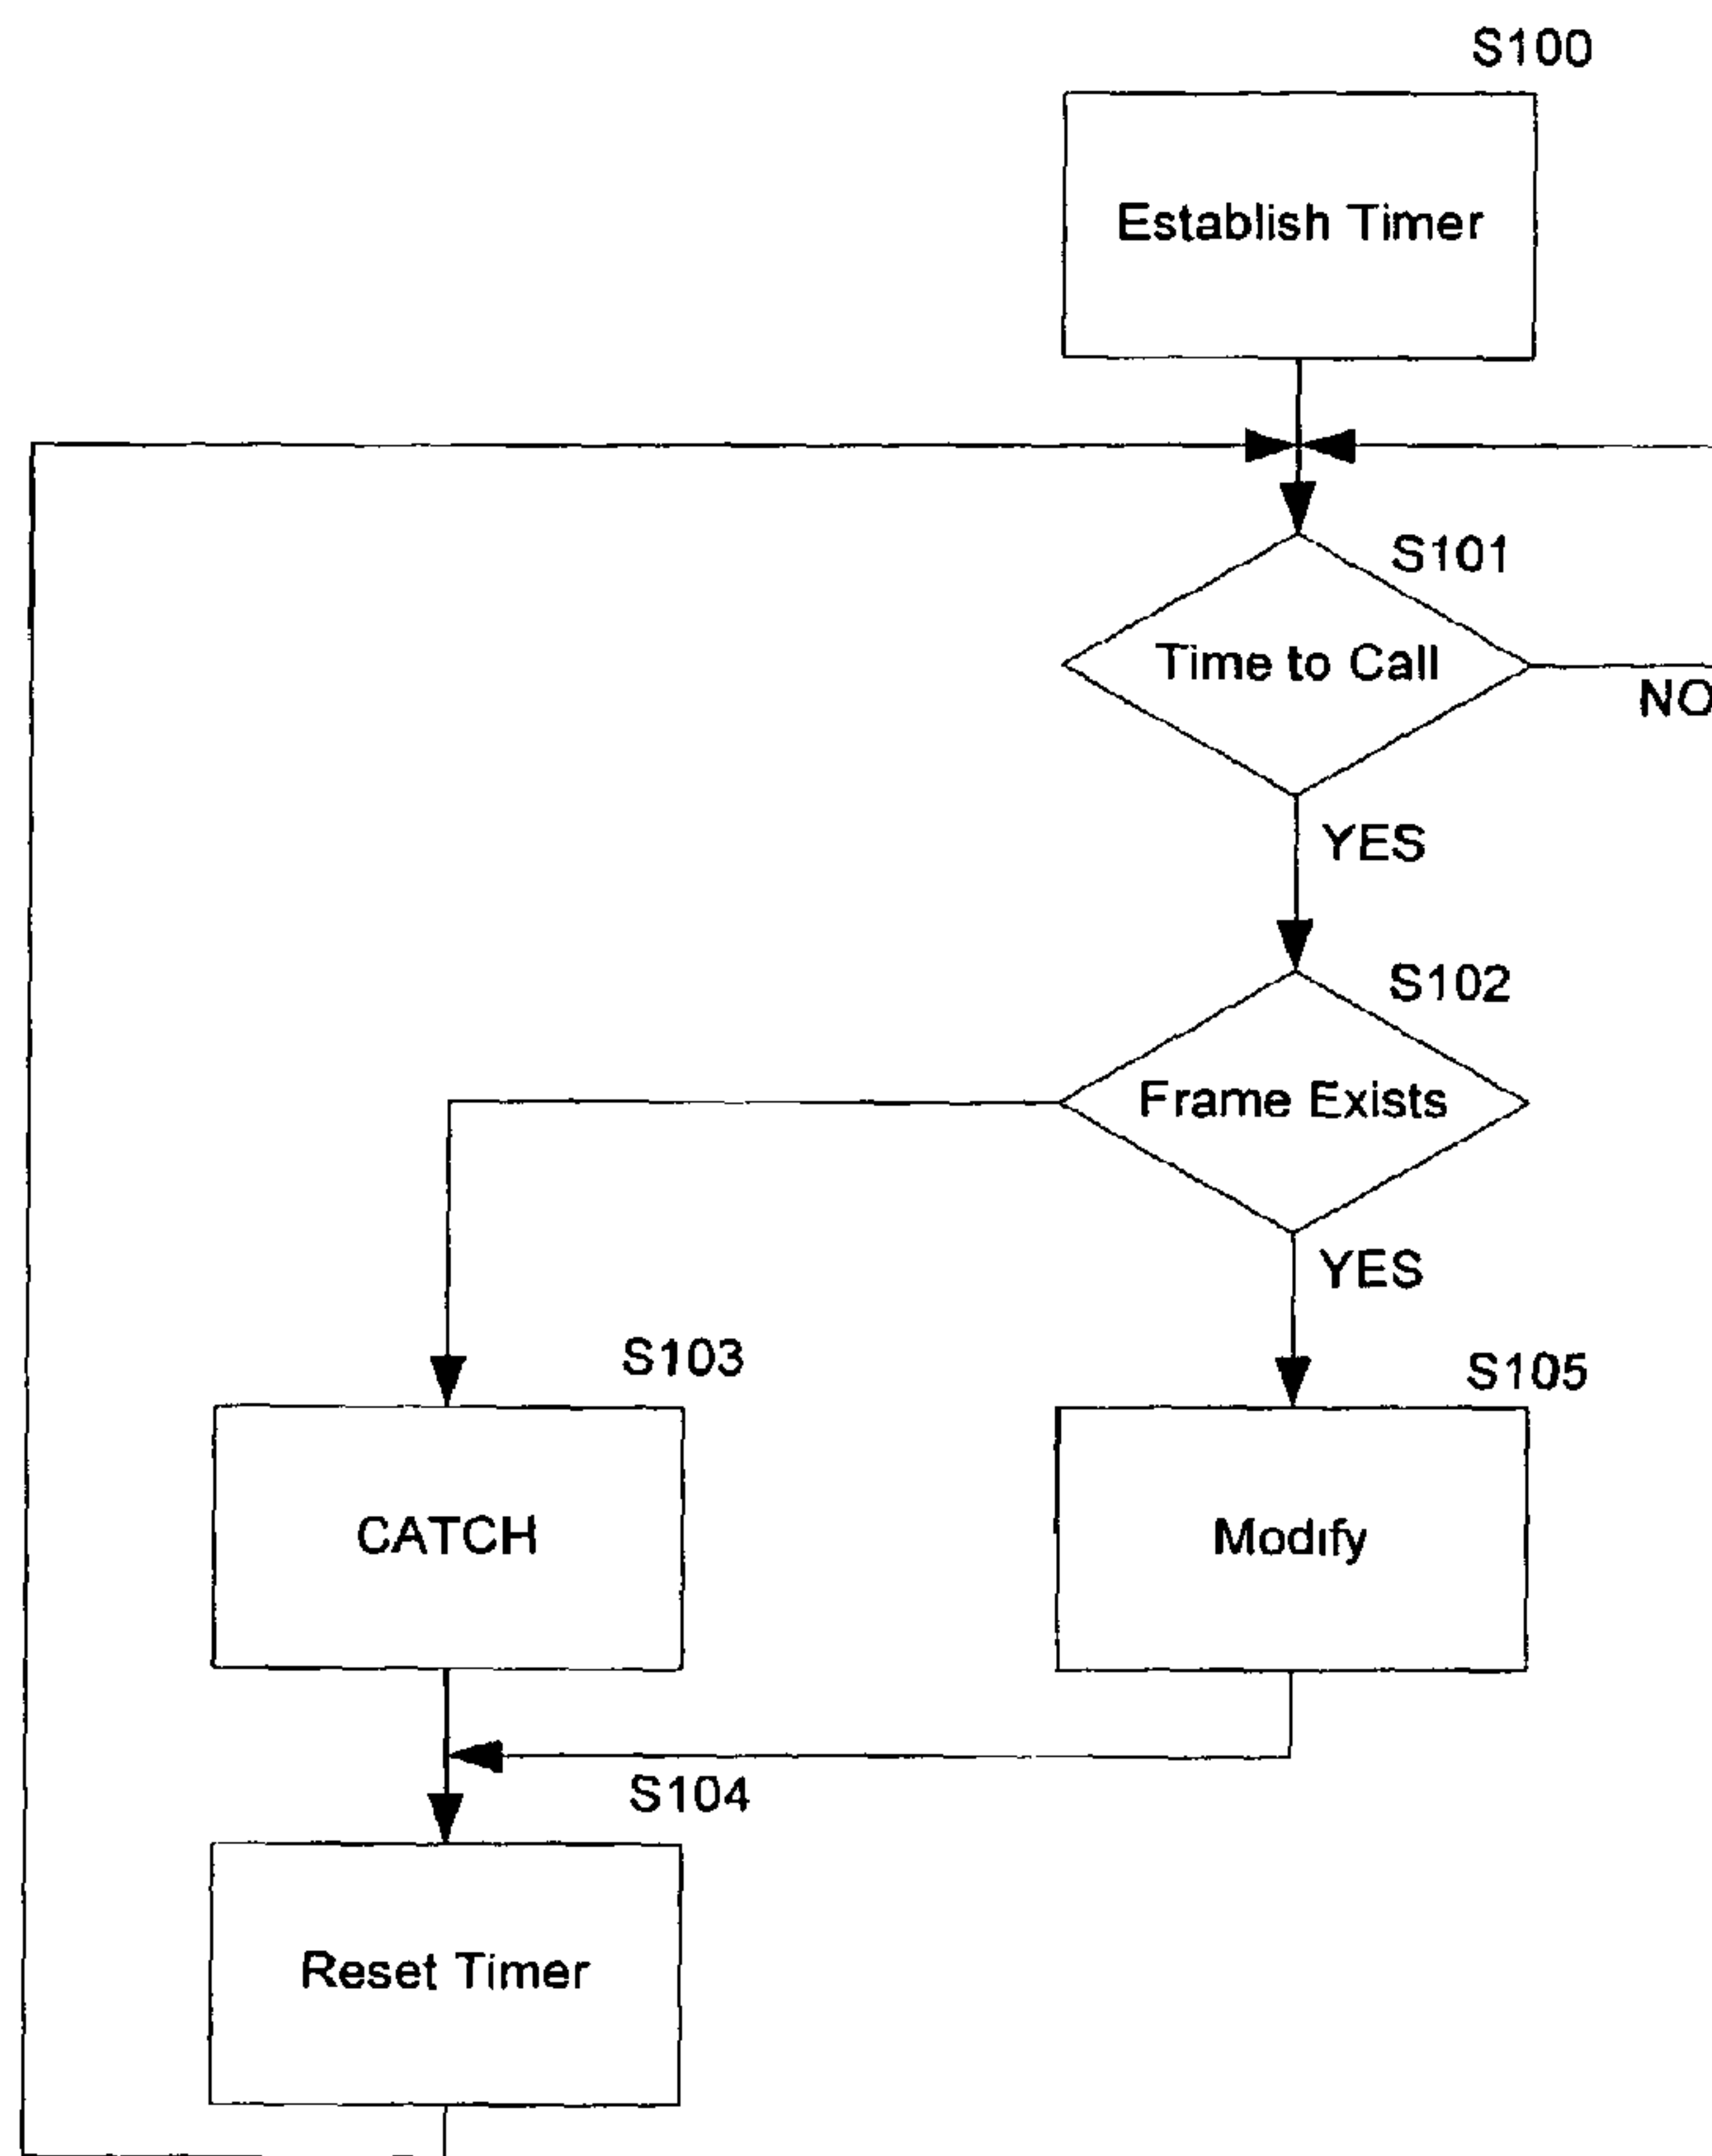 S100
Establish Timer
S101
Time to Call
NO
YES
S102
Frame Exists
YES
S103
S105
CATCH
Modify
S104
Reset Timer